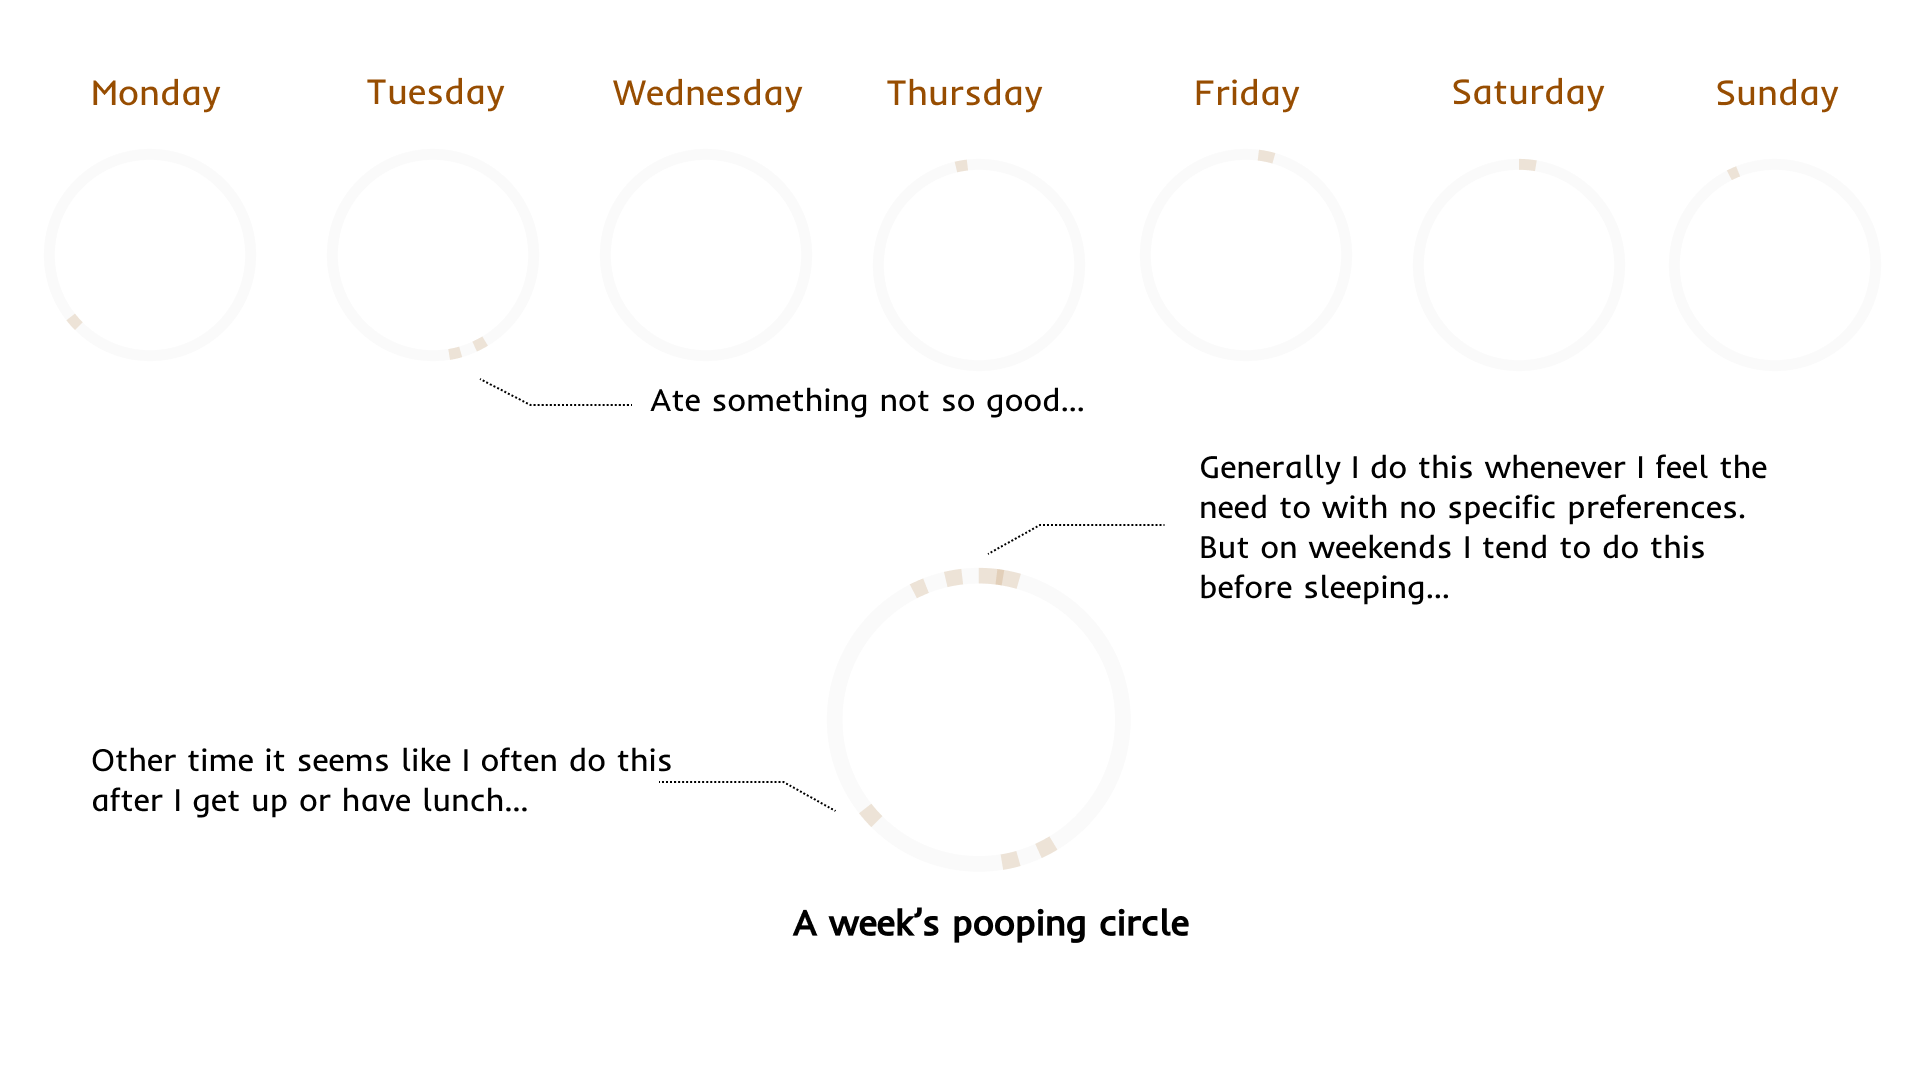 Monday
Tuesday
Wednesday
Thursday
Friday
Saturday
Sunday
Ate something not so good...
Generally I do this whenever I feel the
need to with no specific preferences.
But on weekends I tend to do this
before sleeping...
Other time it seems like I often do this
after I get up or have lunch...
A week’s pooping circle